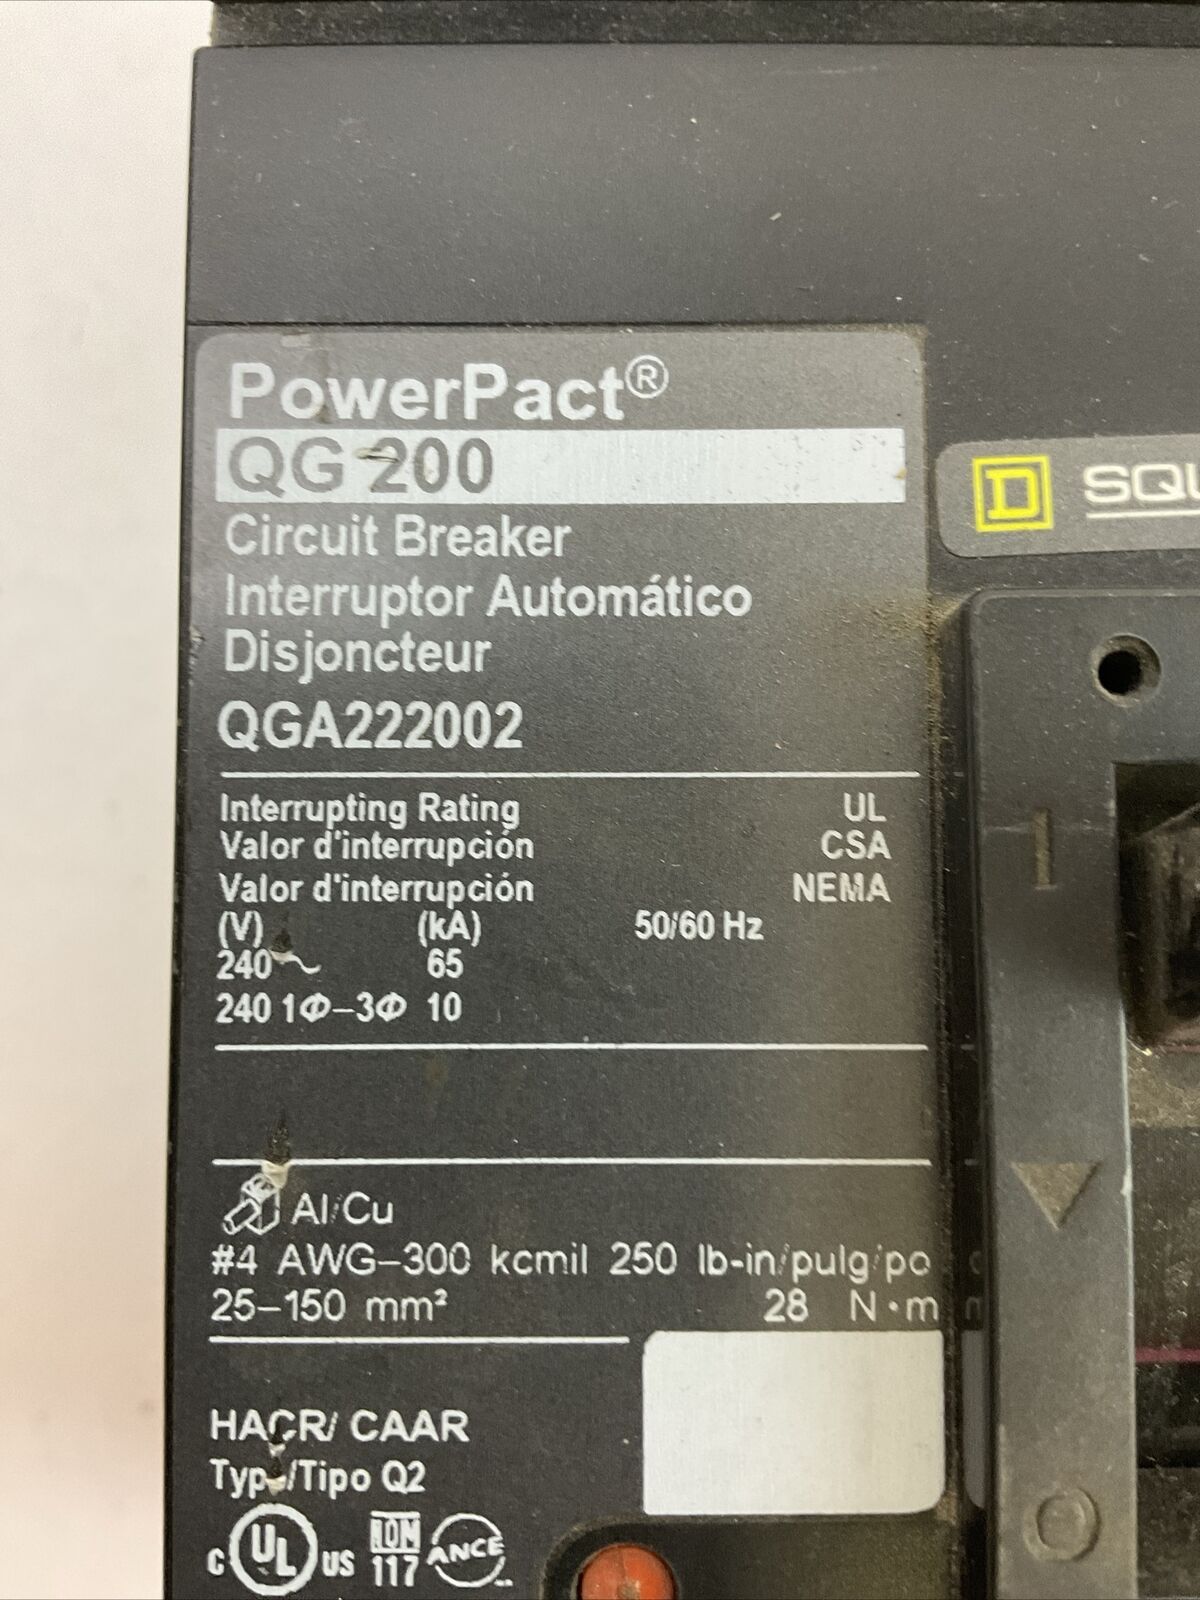 PowerPact®
QG 200
Circuit Breaker
Interruptor Automático
Disjoncteur
QGA222002
D
Interrupting Rating UL
Valor d'interrupción CSA
Valor d'interrupción NEMA
(V) (kA) 50/60 Hz
240 ~ 65
240 1Φ–3Φ 10
Al/Cu
#4 AWG–300 kcmil 250 lb-in/pulg/po
25–150 mm² 28 N•m
HACR/ CAAR
Type/Tipo Q2
C UL US 117 ANCE